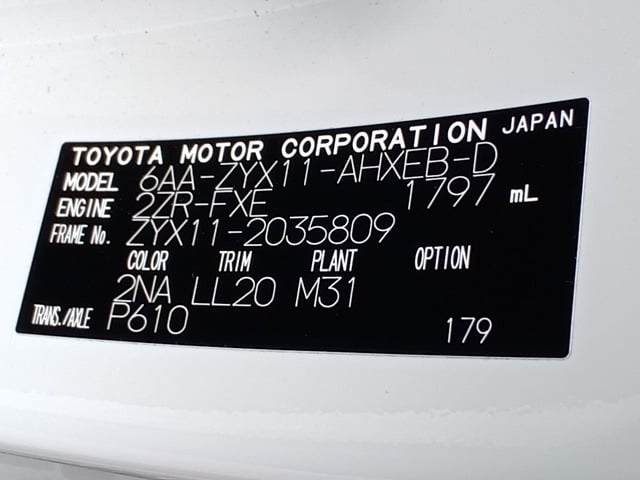 TOYOTA MOTOR CORPORATION JAPAN
MODEL 6AA-ZYX11-AHXEB-D
ENGINE 2ZR-FXE 1797 mL
FRAME No. ZYX11-2035809
COLOR TRIM PLANT OPTION
2NA LL20 M31
TRANS./AXLE P610 179